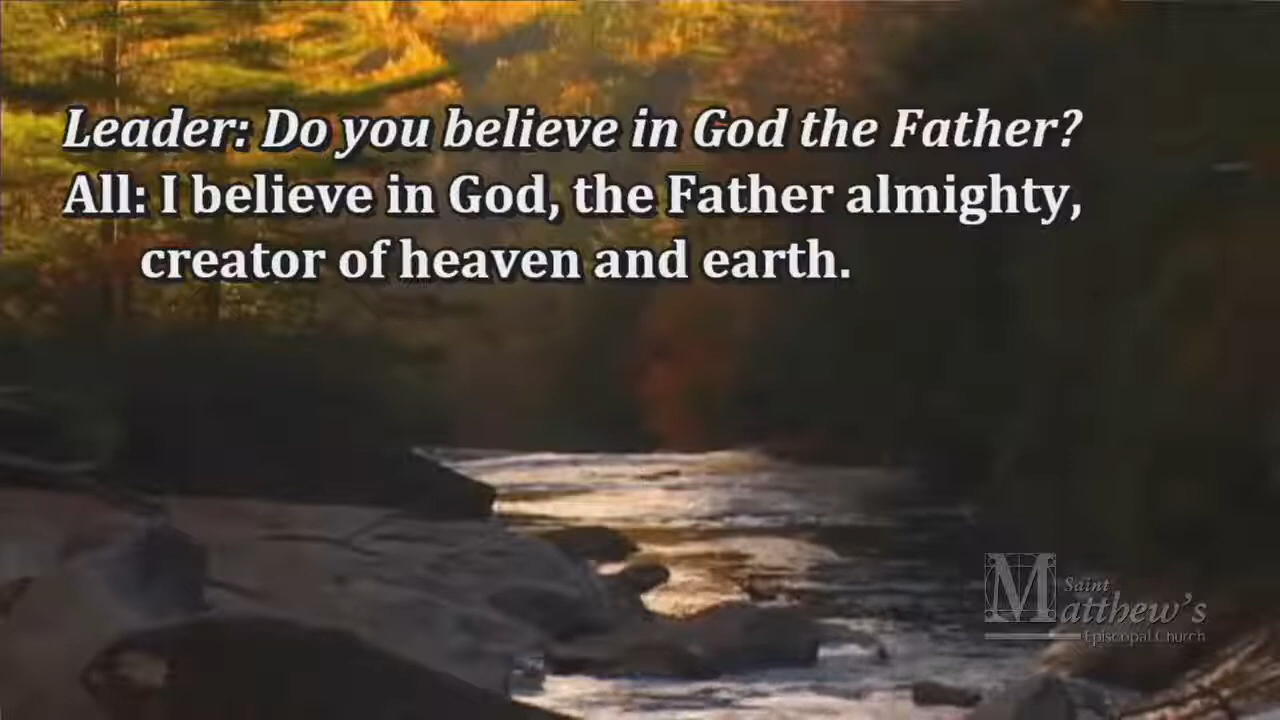 Leader: Do you believe in God the Father?
All: I believe in God, the Father almighty,
creator of heaven and earth.
Saint
Matthew's
Episcopal Church